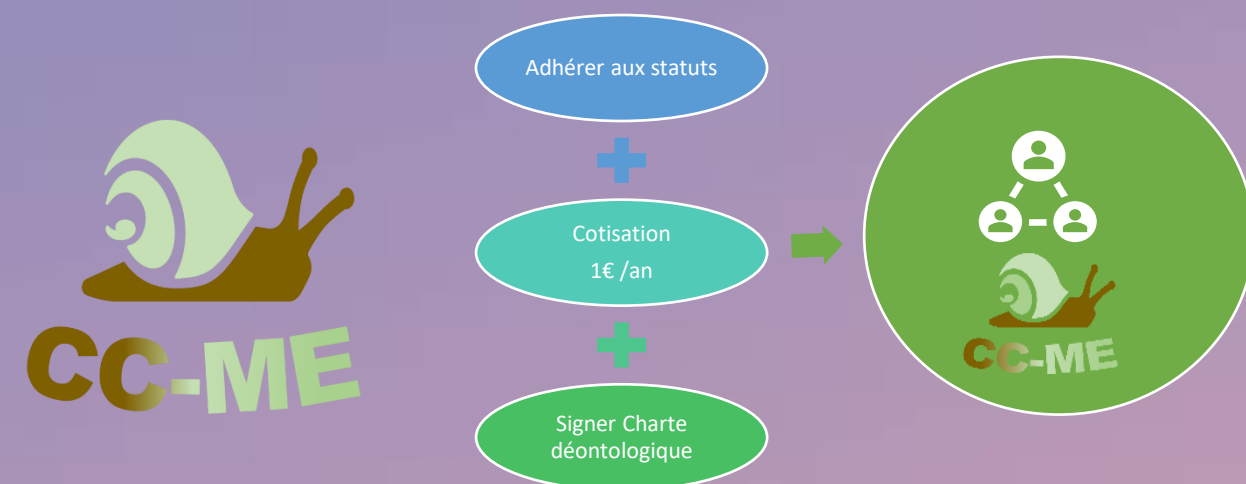 CC-ME
Adhérer aux statuts
Cotisation
1€ /an
Signer Charte
déontologique
CC-ME